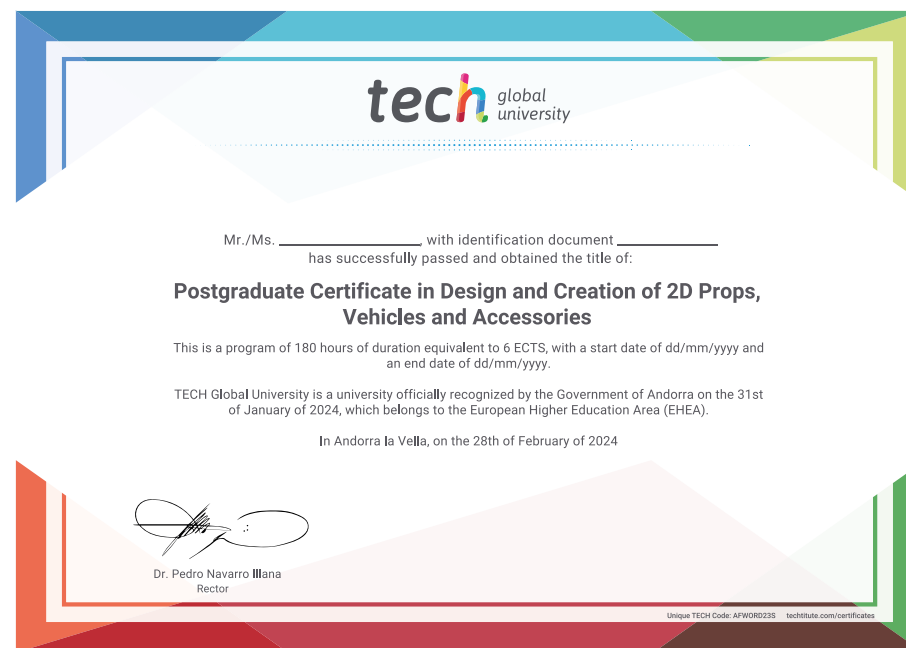 tech global
university
Mr./Ms. ____________, with identification document ____________
has successfully passed and obtained the title of:
Postgraduate Certificate in Design and Creation of 2D Props,
Vehicles and Accessories
This is a program of 180 hours of duration equivalent to 6 ECTS, with a start date of dd/mm/yyyy and
an end date of dd/mm/yyyy.
TECH Global University is a university officially recognized by the Government of Andorra on the 31st
of January of 2024, which belongs to the European Higher Education Area (EHEA).
In Andorra la Vella, on the 28th of February of 2024
Dr. Pedro Navarro Illana
Rector
Unique TECH Code: AFWORD23S techtitute.com/certificates